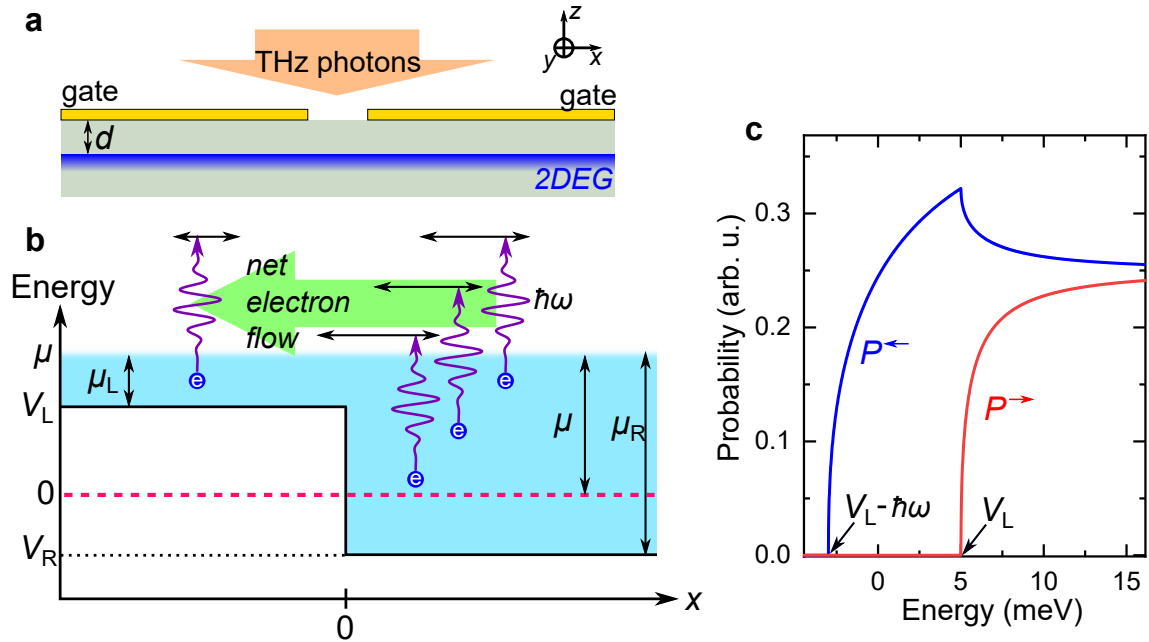 a
THz photons
z
y
x
gate
gate
d
2DEG
b
Energy
net
electron
flow
ħω
μ
μL
VL
μ
μR
0
VR
e
e
e
e
x
0
c
Probability (arb. u.)
0.3
0.2
0.1
0.0
P←
P→
VL-ħω
VL
0
5
10
15
Energy (meV)